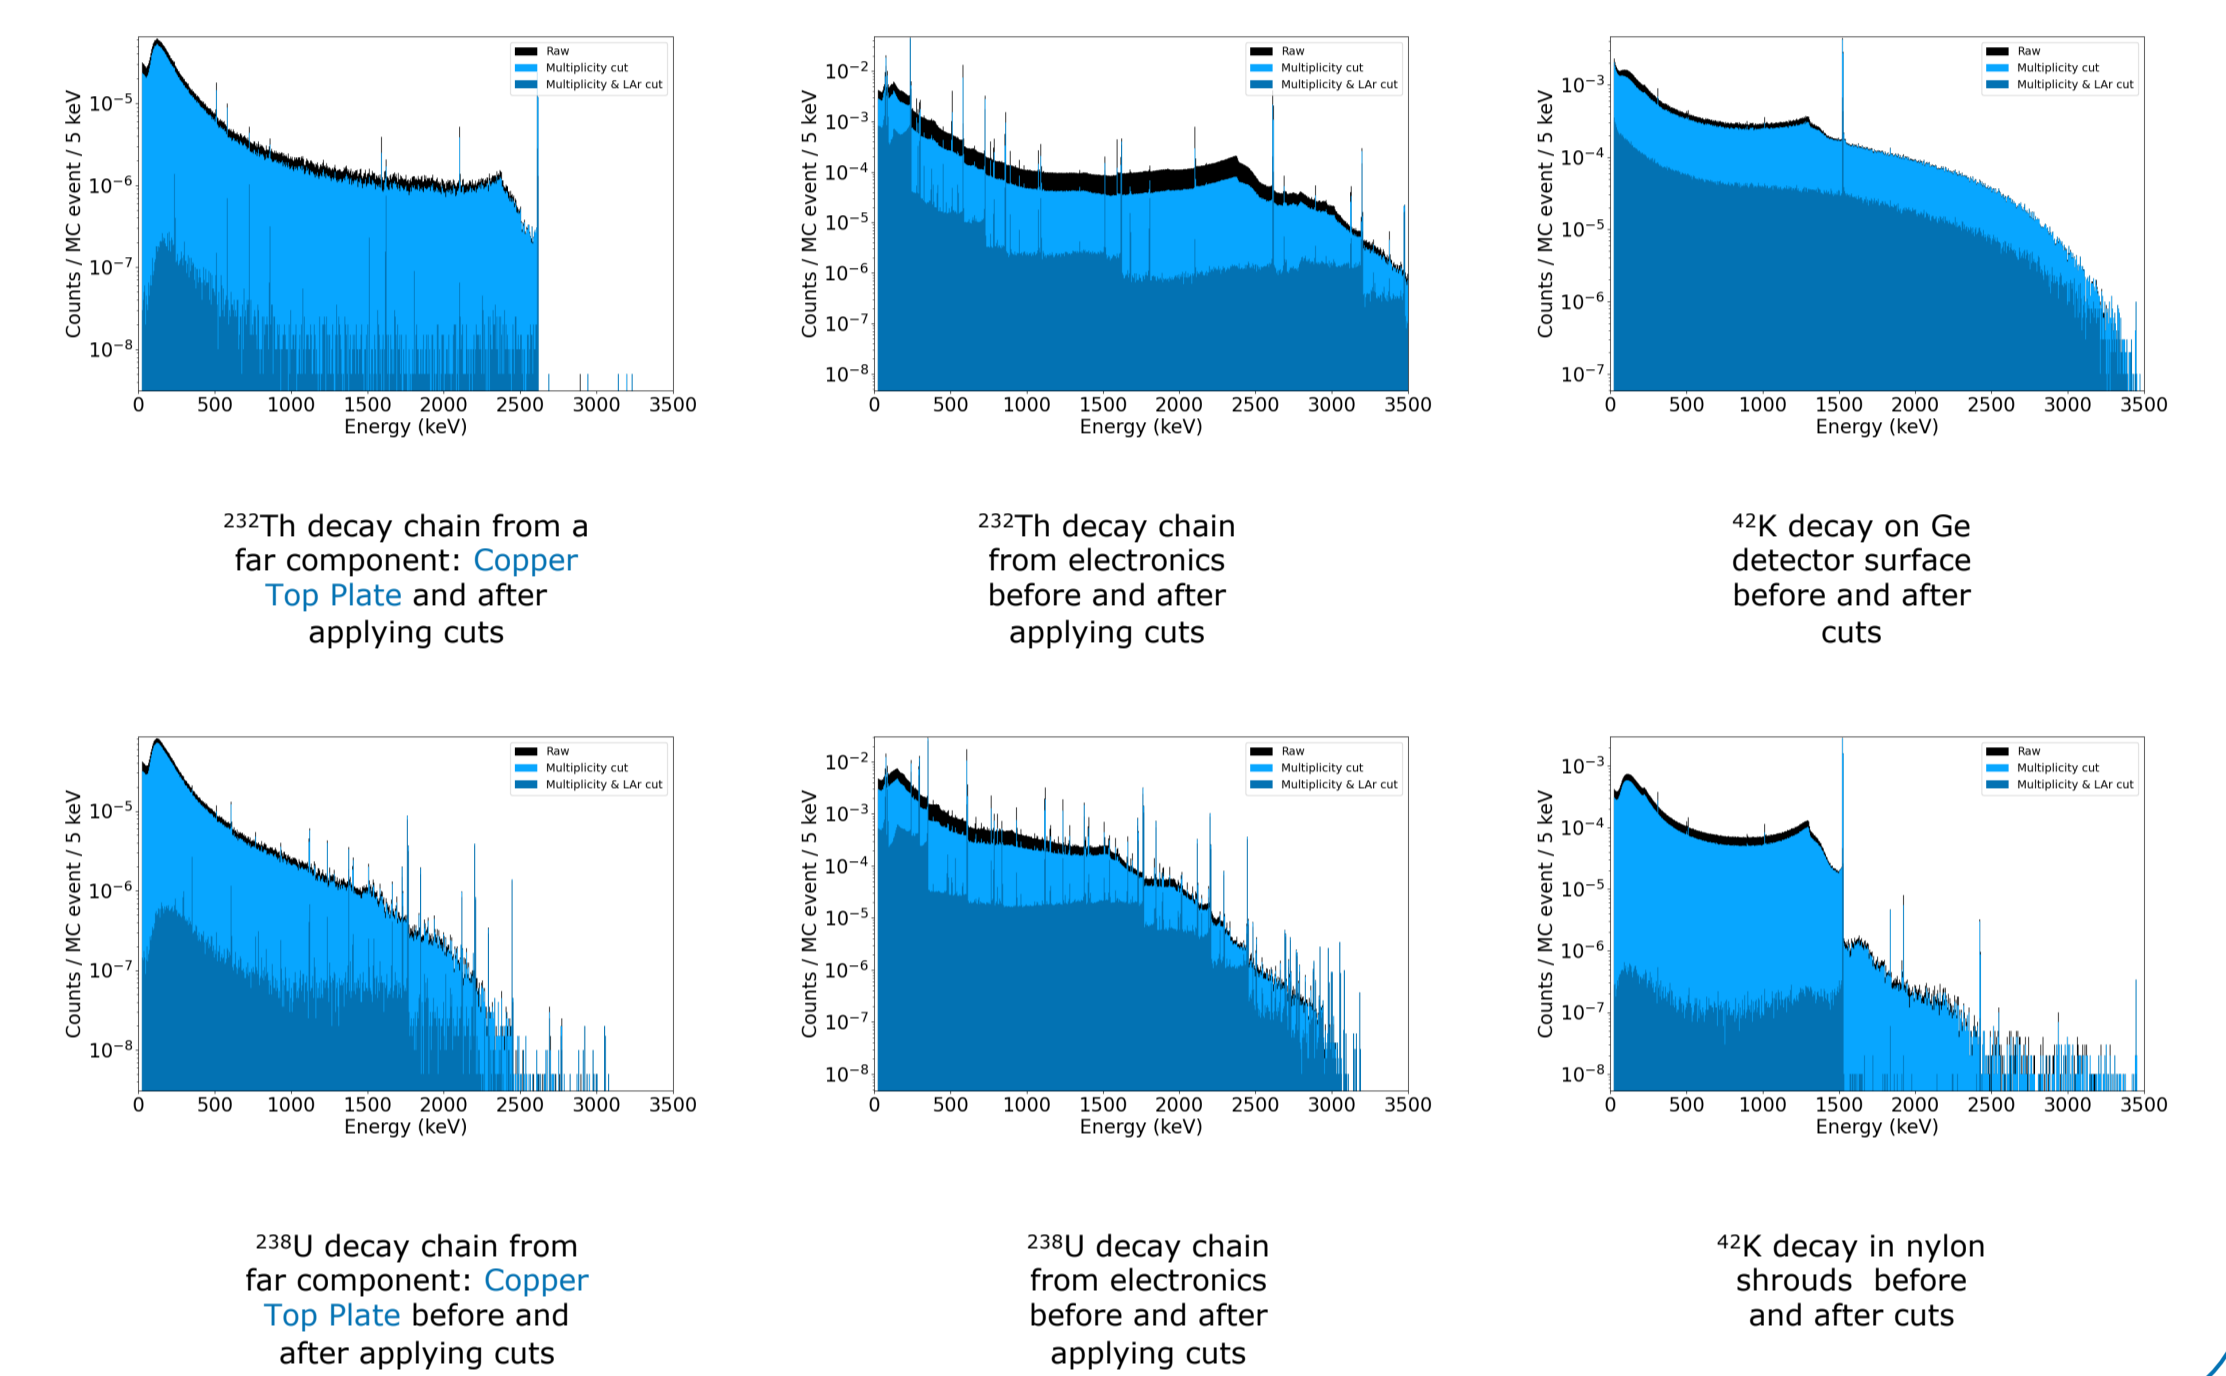 Raw
Multiplicity cut
Multiplicity & LAr cut
10⁻⁵
10⁻⁶
10⁻⁷
10⁻⁸
Counts / MC event / 5 keV
0 500 1000 1500 2000 2500 3000 3500
Energy (keV)
²³²Th decay chain from a
far component: Copper
Top Plate and after
applying cuts
Raw
Multiplicity cut
Multiplicity & LAr cut
10⁻²
10⁻³
10⁻⁴
10⁻⁵
10⁻⁶
10⁻⁷
10⁻⁸
Counts / MC event / 5 keV
0 500 1000 1500 2000 2500 3000 3500
Energy (keV)
²³²Th decay chain
from electronics
before and after
applying cuts
Raw
Multiplicity cut
Multiplicity & LAr cut
10⁻³
10⁻⁴
10⁻⁵
10⁻⁶
10⁻⁷
Counts / MC event / 5 keV
0 500 1000 1500 2000 2500 3000 3500
Energy (keV)
⁴²K decay on Ge
detector surface
before and after
cuts
Raw
Multiplicity cut
Multiplicity & LAr cut
10⁻⁵
10⁻⁶
10⁻⁷
10⁻⁸
Counts / MC event / 5 keV
0 500 1000 1500 2000 2500 3000 3500
Energy (keV)
²³⁸U decay chain from
far component: Copper
Top Plate before and
after applying cuts
Raw
Multiplicity cut
Multiplicity & LAr cut
10⁻²
10⁻³
10⁻⁴
10⁻⁵
10⁻⁶
10⁻⁷
10⁻⁸
Counts / MC event / 5 keV
0 500 1000 1500 2000 2500 3000 3500
Energy (keV)
²³⁸U decay chain
from electronics
before and after
applying cuts
Raw
Multiplicity cut
Multiplicity & LAr cut
10⁻³
10⁻⁴
10⁻⁵
10⁻⁶
10⁻⁷
10⁻⁸
Counts / MC event / 5 keV
0 500 1000 1500 2000 2500 3000 3500
Energy (keV)
⁴²K decay in nylon
shrouds before
and after cuts